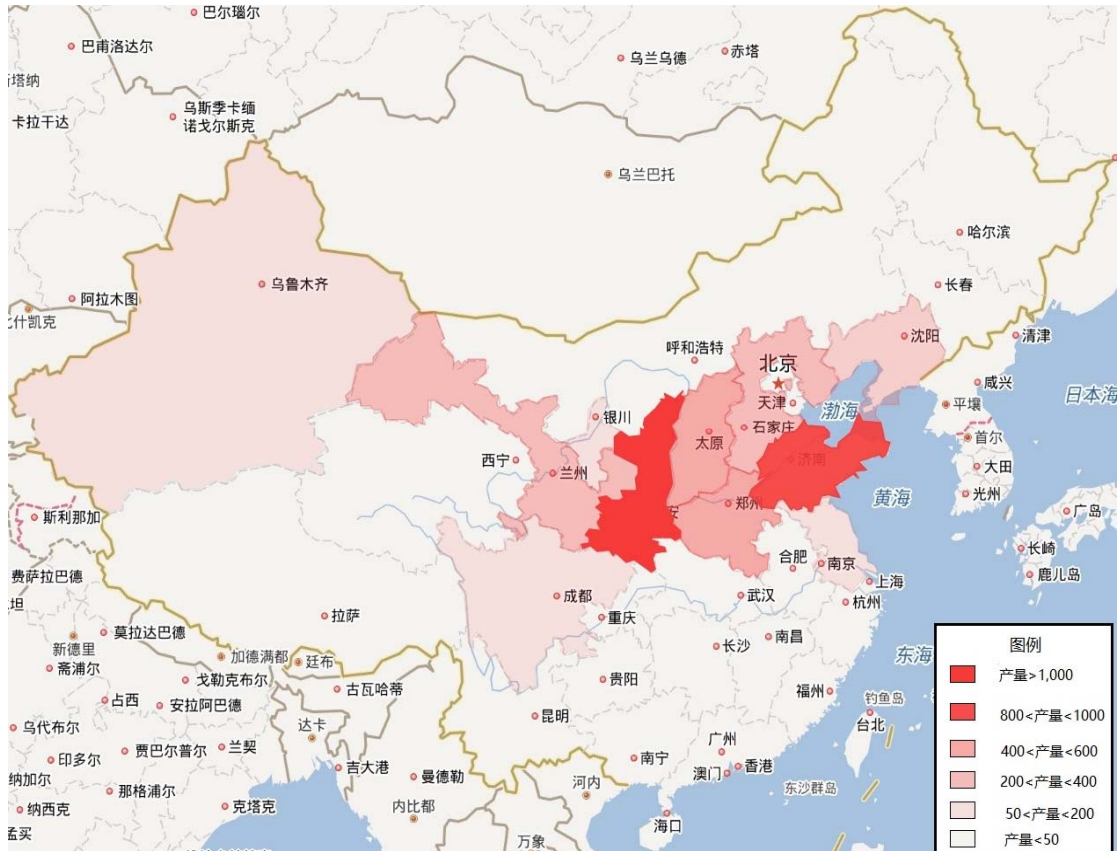 巴尔瑙尔
巴甫洛达尔
乌兰乌德
赤塔
塔纳
乌斯季卡缅
诺戈尔斯克
卡拉干达
乌兰巴托
哈尔滨
乌鲁木齐
长春
阿拉木图
什凯克
沈阳
清津
呼和浩特
北京
咸兴
天津
渤海
平壤
日本海
银川
石家庄
太原
首尔
济南
西宁
兰州
大田
光州
黄海
郑州
安
斯利那加
广岛
长崎
合肥
南京
费萨拉巴德
鹿儿岛
上海
成都
坦
拉萨
重庆
武汉
杭州
莫拉达巴德
新德里
加德满都
廷布
南昌
长沙
东海
图例
斋浦尔
戈勒克布尔
古瓦哈蒂
贵阳
产量>1,000
占西
安拉阿巴德
福州
钓鱼岛
昆明
台北
800<产量<1000
乌代布尔
达卡
广州
贾巴尔普尔
兰契
400<产量<600
印多尔
吉大港
南宁
香港
澳门
曼德勒
河内
200<产量<400
纳加尔
那格浦尔
东沙群岛
纳西克
克塔克
内比都
50<产量<200
海口
孟买
万象
产量<50